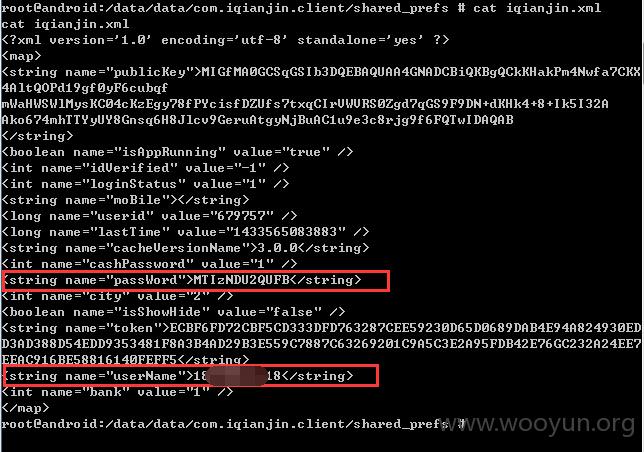 root@android:/data/data/com.iqianjin.client/shared_prefs # cat iqianjin.xml
cat iqianjin.xml
<?xml version='1.0' encoding='utf-8' standalone='yes' ?>
<map>
<string name="publicKey">MIGfMA0GCSqGSIb3DQEBAQUAA4GNADCBiQKBgQCkKHakPm4Nwfa7CKX
4AltQOPd19gf0yF6cubqf
mWaHWSWlMysKC04cKzEgy78fPYcisfDZUfs7txqCIrVWVRS0Zgd7qGS9F9DN+dKHk4+8+Ik5I32A
Ako674mhTTYyUY8Gnsq6H8Jlcv9GeruAtgyNjBuAC1u9e3c8rjg9f6FQTwIDAQAB
</string>
<boolean name="isAppRunning" value="true" />
<int name="idVerified" value="-1" />
<int name="loginStatus" value="1" />
<string name="moBile"></string>
<long name="userid" value="679757" />
<long name="lastTime" value="1433565083883" />
<string name="cacheVersionName">3.0.0</string>
<int name="cashPassword" value="1" />
<string name="passWord">MTIzNDU2QUFB</string>
<int name="city" value="2" />
<boolean name="isShowHide" value="false" />
<string name="token">ECBF6FD72CBF5CD333DFD763287CEE59230D65D0689DAB4E94A824930ED
D3AD388D54EDD9353481F8A3B4AD29B3E559C7887C63269201C9A5C3E2A95FDB42E76GC232A24EE7
EEAC916BE58816140FEFF5</string>
<string name="userName">18 18</string>
<int name="bank" value="1" />
</map>
root@android:/data/data/com.iqianjin.client/shared_prefs #
www.wooyun.org